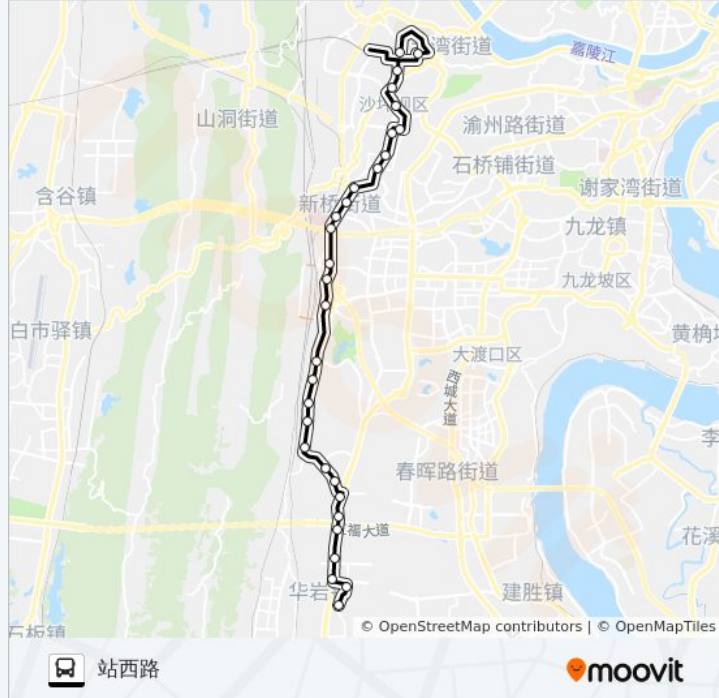 湾街道
嘉陵江
沙坪坝区
山洞街道
渝州路街道
石桥铺街道
谢家湾街道
含谷镇
新桥街道
九龙镇
九龙坡区
白市驿镇
黄桷坪
大渡口区
西城大道
李
春晖路街道
福大道
花溪
华岩
建胜镇
石板镇
© OpenStreetMap contributors | © OpenMapTiles
站西路
moovit